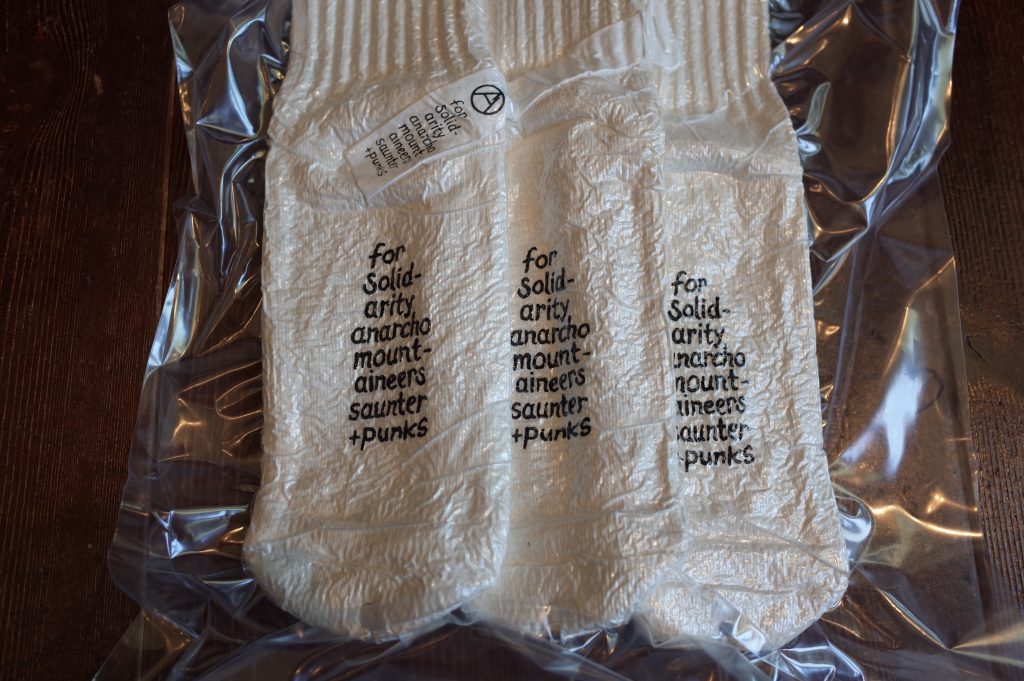 for
Solid-
arity,
anarcho
mount-
aineers
saunter
+punks
for
Solid-
arity,
anarcho
mount-
aineers
saunter
+punks
for
Solid-
arity,
anarcho
mount-
aineers
saunter
+punks
for
Solid-
arity,
anarcho
mount-
aineers
saunter
+punks